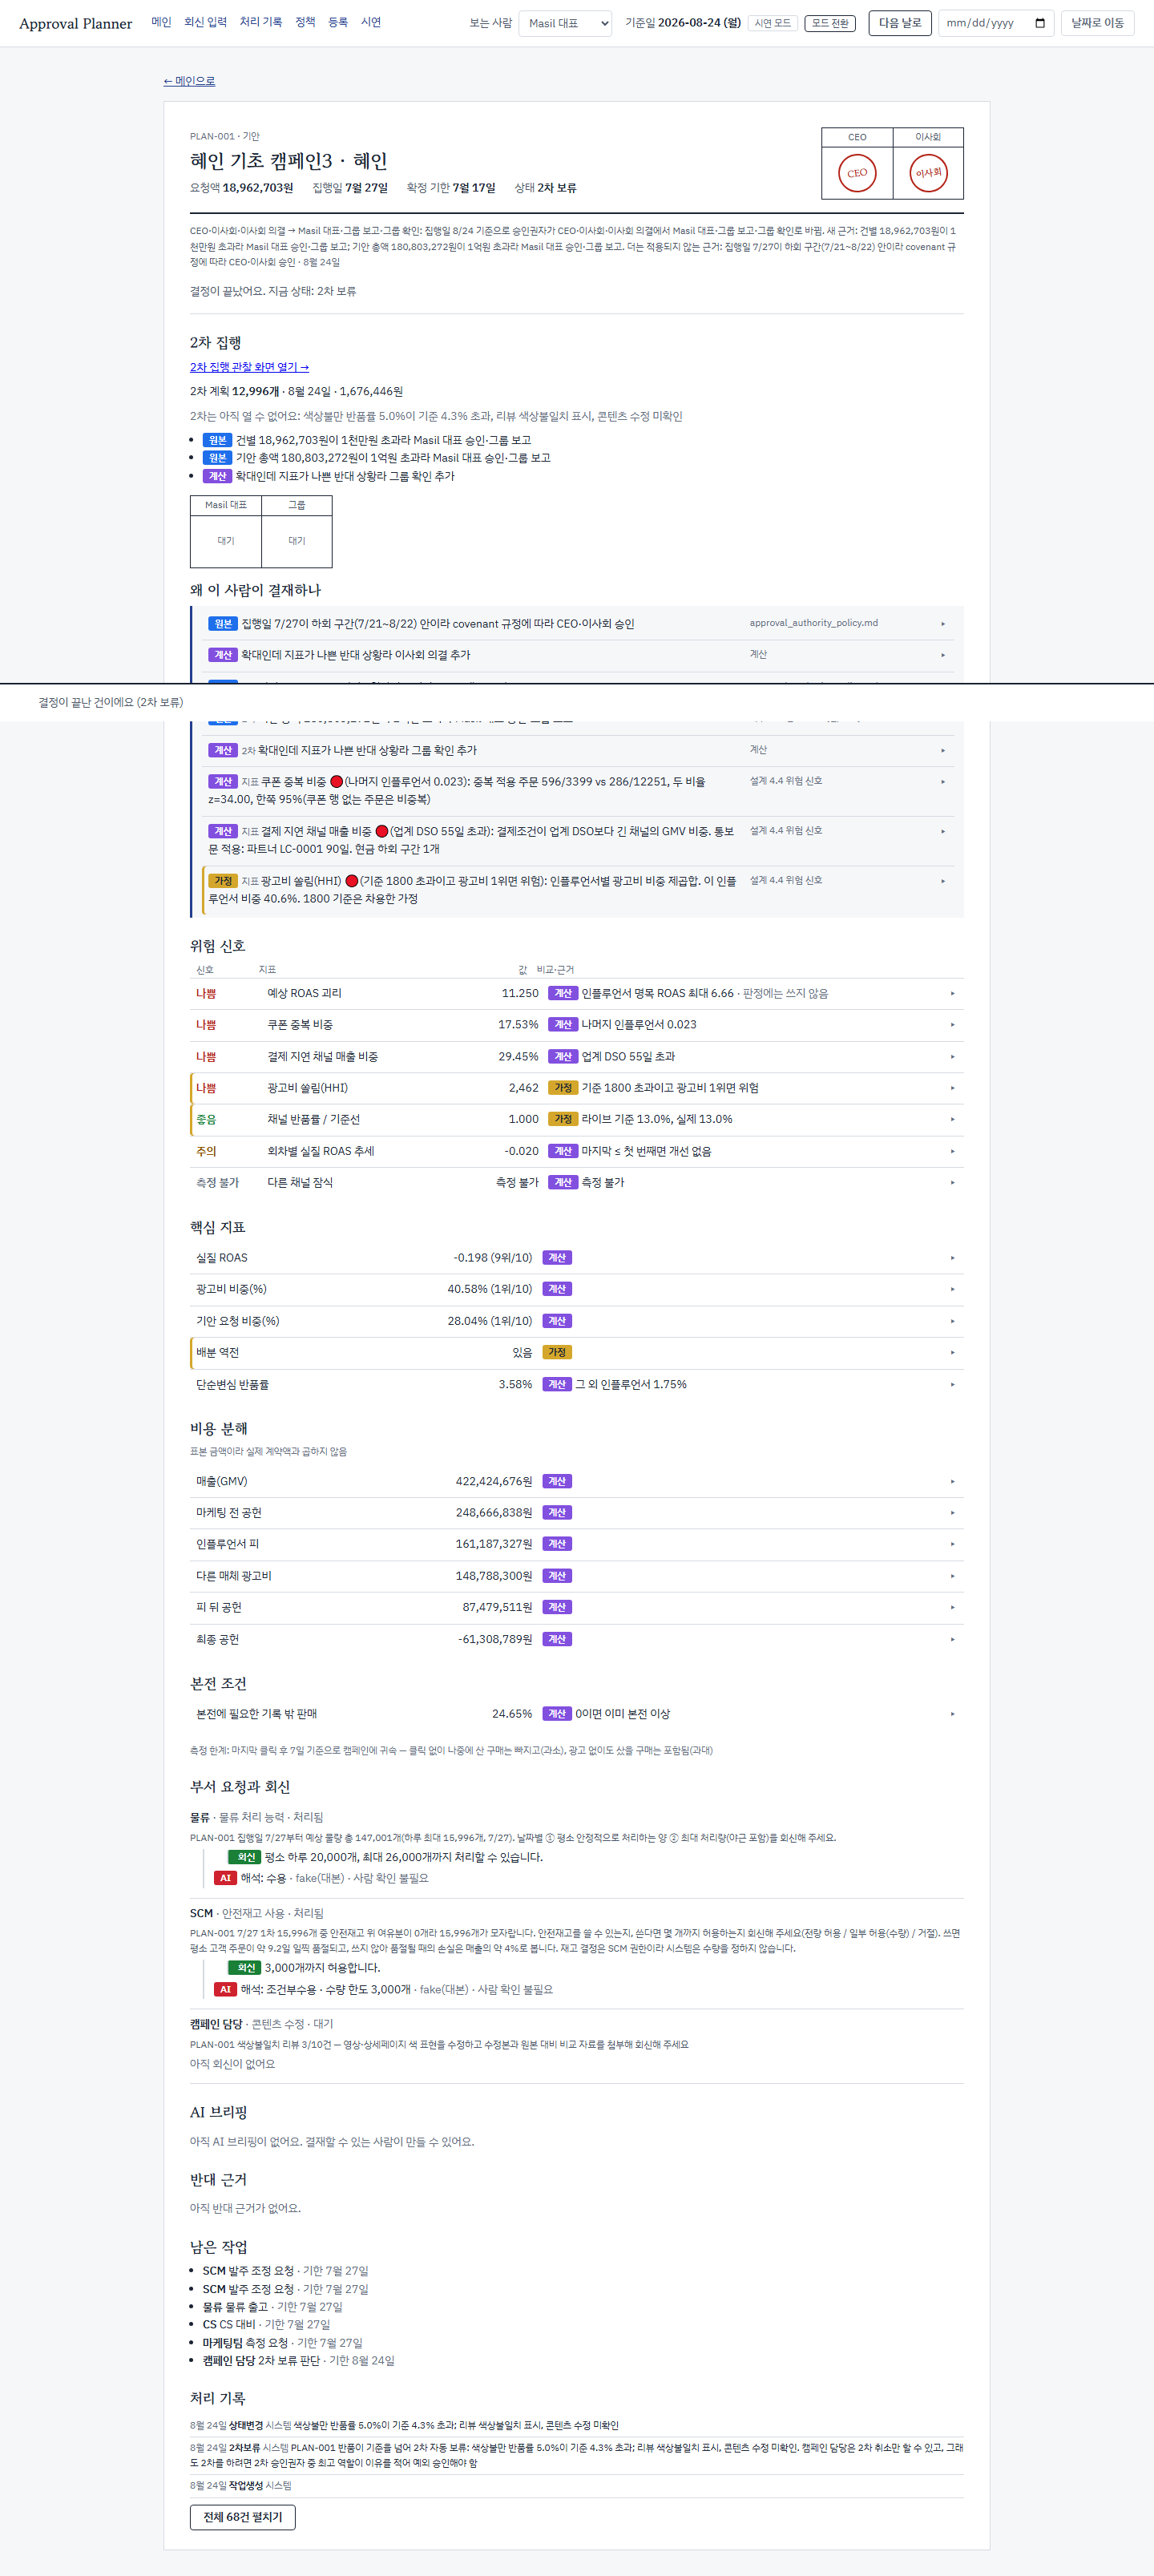 Approval Planner 메인 회신 입력 처리 기록 정책 등록 시연 보는 사람 Masil 대표 기준일 2026-08-24 (월) 시연 모드 모드 전환 다음 날로 mm/dd/yyyy 날짜로 이동
← 메인으로
PLAN-001 · 기안
혜인 기초 캠페인3 · 혜인
요청액 18,962,703원 집행일 7월 27일 확정 기한 7월 17일 상태 2차 보류
CEO 이사회
CEO 이사회
CEO·이사회·이사회 의결 → Masil 대표·그룹 보고·그룹 확인: 집행일 8/24 기준으로 승인권자가 CEO·이사회·이사회 의결에서 Masil 대표·그룹 보고·그룹 확인로 바뀜. 새 근거: 건별 18,962,703원이 1
천만원 초과라 Masil 대표 승인·그룹 보고; 기안 총액 180,803,272원이 1억원 초과라 Masil 대표 승인·그룹 보고. 더는 적용되지 않는 근거: 집행일 7/27이 하회 구간(7/21~8/22) 안이라 covenant 규
정에 따라 CEO·이사회 승인 · 8월 24일
결정이 끝났어요. 지금 상태: 2차 보류
2차 집행
2차 집행 관찰 화면 열기 →
2차 계획 12,996개 · 8월 24일 · 1,676,446원
2차는 아직 열 수 없어요: 색상불만 반품률 5.0%이 기준 4.3% 초과, 리뷰 색상불일치 표시, 콘텐츠 수정 미확인
원본 건별 18,962,703원이 1천만원 초과라 Masil 대표 승인·그룹 보고
원본 기안 총액 180,803,272원이 1억원 초과라 Masil 대표 승인·그룹 보고
계산 확대인데 지표가 나쁜 반대 상황라 그룹 확인 추가
Masil 대표 그룹
대기 대기
왜 이 사람이 결재하나
원본 집행일 7/27이 하회 구간(7/21~8/22) 안이라 covenant 규정에 따라 CEO·이사회 승인 approval_authority_policy.md ▸
계산 확대인데 지표가 나쁜 반대 상황라 이사회 의결 추가 계산 ▸
결정이 끝난 건이에요 (2차 보류)
계산 2차 확대인데 지표가 나쁜 반대 상황라 그룹 확인 추가 계산 ▸
계산 지표 쿠폰 중복 비중 🔴(나머지 인플루언서 0.023): 중복 적용 주문 596/3399 vs 286/12251, 두 비율 설계 4.4 위험 신호 ▸
z=34.00, 한쪽 95%(쿠폰 행 없는 주문은 비중복)
계산 지표 결제 지연 채널 매출 비중 🔴(업계 DSO 55일 초과): 결제조건이 업계 DSO보다 긴 채널의 GMV 비중. 통보 설계 4.4 위험 신호 ▸
문 적용: 파트너 LC-0001 90일. 현금 하회 구간 1개
가정 지표 광고비 쏠림(HHI) 🔴(기준 1800 초과이고 광고비 1위면 위험): 인플루언서별 광고비 비중 제곱합. 이 인플 설계 4.4 위험 신호 ▸
루언서 비중 40.6%. 1800 기준은 차용한 가정
위험 신호
신호 지표 값 비교·근거
나쁨 예상 ROAS 괴리 11.250 계산 인플루언서 명목 ROAS 최대 6.66 · 판정에는 쓰지 않음 ▸
나쁨 쿠폰 중복 비중 17.53% 계산 나머지 인플루언서 0.023 ▸
나쁨 결제 지연 채널 매출 비중 29.45% 계산 업계 DSO 55일 초과 ▸
나쁨 광고비 쏠림(HHI) 2,462 가정 기준 1800 초과이고 광고비 1위면 위험 ▸
좋음 채널 반품률 / 기준선 1.000 가정 라이브 기준 13.0%, 실제 13.0% ▸
주의 회차별 실질 ROAS 추세 -0.020 계산 마지막 ≤ 첫 번째면 개선 없음 ▸
측정 불가 다른 채널 잠식 측정 불가 계산 측정 불가 ▸
핵심 지표
실질 ROAS -0.198 (9위/10) 계산 ▸
광고비 비중(%) 40.58% (1위/10) 계산 ▸
기안 요청 비중(%) 28.04% (1위/10) 계산 ▸
배분 역전 있음 가정 ▸
단순변심 반품률 3.58% 계산 그 외 인플루언서 1.75% ▸
비용 분해
표본 금액이라 실제 계약액과 곱하지 않음
매출(GMV) 422,424,676원 계산 ▸
마케팅 전 공헌 248,666,838원 계산 ▸
인플루언서 피 161,187,327원 계산 ▸
다른 매체 광고비 148,788,300원 계산 ▸
피 뒤 공헌 87,479,511원 계산 ▸
최종 공헌 -61,308,789원 계산 ▸
본전 조건
본전에 필요한 기록 밖 판매 24.65% 계산 0이면 이미 본전 이상 ▸
측정 한계: 마지막 클릭 후 7일 기준으로 캠페인에 귀속 — 클릭 없이 나중에 산 구매는 빠지고(과소), 광고 없이도 샀을 구매는 포함됨(과대)
부서 요청과 회신
물류 · 물류 처리 능력 · 처리됨
PLAN-001 집행일 7/27부터 예상 물량 총 147,001개(하루 최대 15,996개, 7/27). 날짜별 ① 평소 안정적으로 처리하는 양 ② 최대 처리량(야근 포함)을 회신해 주세요.
회신 평소 하루 20,000개, 최대 26,000개까지 처리할 수 있습니다.
AI 해석: 수용 · fake(대본) · 사람 확인 불필요
SCM · 안전재고 사용 · 처리됨
PLAN-001 7/27 1차 15,996개 중 안전재고 위 여유분이 0개라 15,996개가 모자랍니다. 안전재고를 쓸 수 있는지, 쓴다면 몇 개까지 허용하는지 회신해 주세요(전량 허용 / 일부 허용(수량) / 거절). 쓰면
평소 고객 주문이 약 9.2일 일찍 품절되고, 쓰지 않아 품절될 때의 손실은 매출의 약 4%로 봅니다. 재고 결정은 SCM 권한이라 시스템은 수량을 정하지 않습니다.
회신 3,000개까지 허용합니다.
AI 해석: 조건부수용 · 수량 한도 3,000개 · fake(대본) · 사람 확인 불필요
캠페인 담당 · 콘텐츠 수정 · 대기
PLAN-001 색상불일치 리뷰 3/10건 — 영상·상세페이지 색 표현을 수정하고 수정본과 원본 대비 비교 자료를 첨부해 회신해 주세요
아직 회신이 없어요
AI 브리핑
아직 AI 브리핑이 없어요. 결재할 수 있는 사람이 만들 수 있어요.
반대 근거
아직 반대 근거가 없어요.
남은 작업
SCM 발주 조정 요청 · 기한 7월 27일
SCM 발주 조정 요청 · 기한 7월 27일
물류 물류 출고 · 기한 7월 27일
CS CS 대비 · 기한 7월 27일
마케팅팀 측정 요청 · 기한 7월 27일
캠페인 담당 2차 보류 판단 · 기한 8월 24일
처리 기록
8월 24일 상태변경 시스템 색상불만 반품률 5.0%이 기준 4.3% 초과; 리뷰 색상불일치 표시, 콘텐츠 수정 미확인
8월 24일 2차보류 시스템 PLAN-001 반품이 기준을 넘어 2차 자동 보류: 색상불만 반품률 5.0%이 기준 4.3% 초과; 리뷰 색상불일치 표시, 콘텐츠 수정 미확인. 캠페인 담당은 2차 취소만 할 수 있고, 그래
도 2차를 하려면 2차 승인권자 중 최고 역할이 이유를 적어 예외 승인해야 함
8월 24일 작업생성 시스템
전체 68건 펼치기